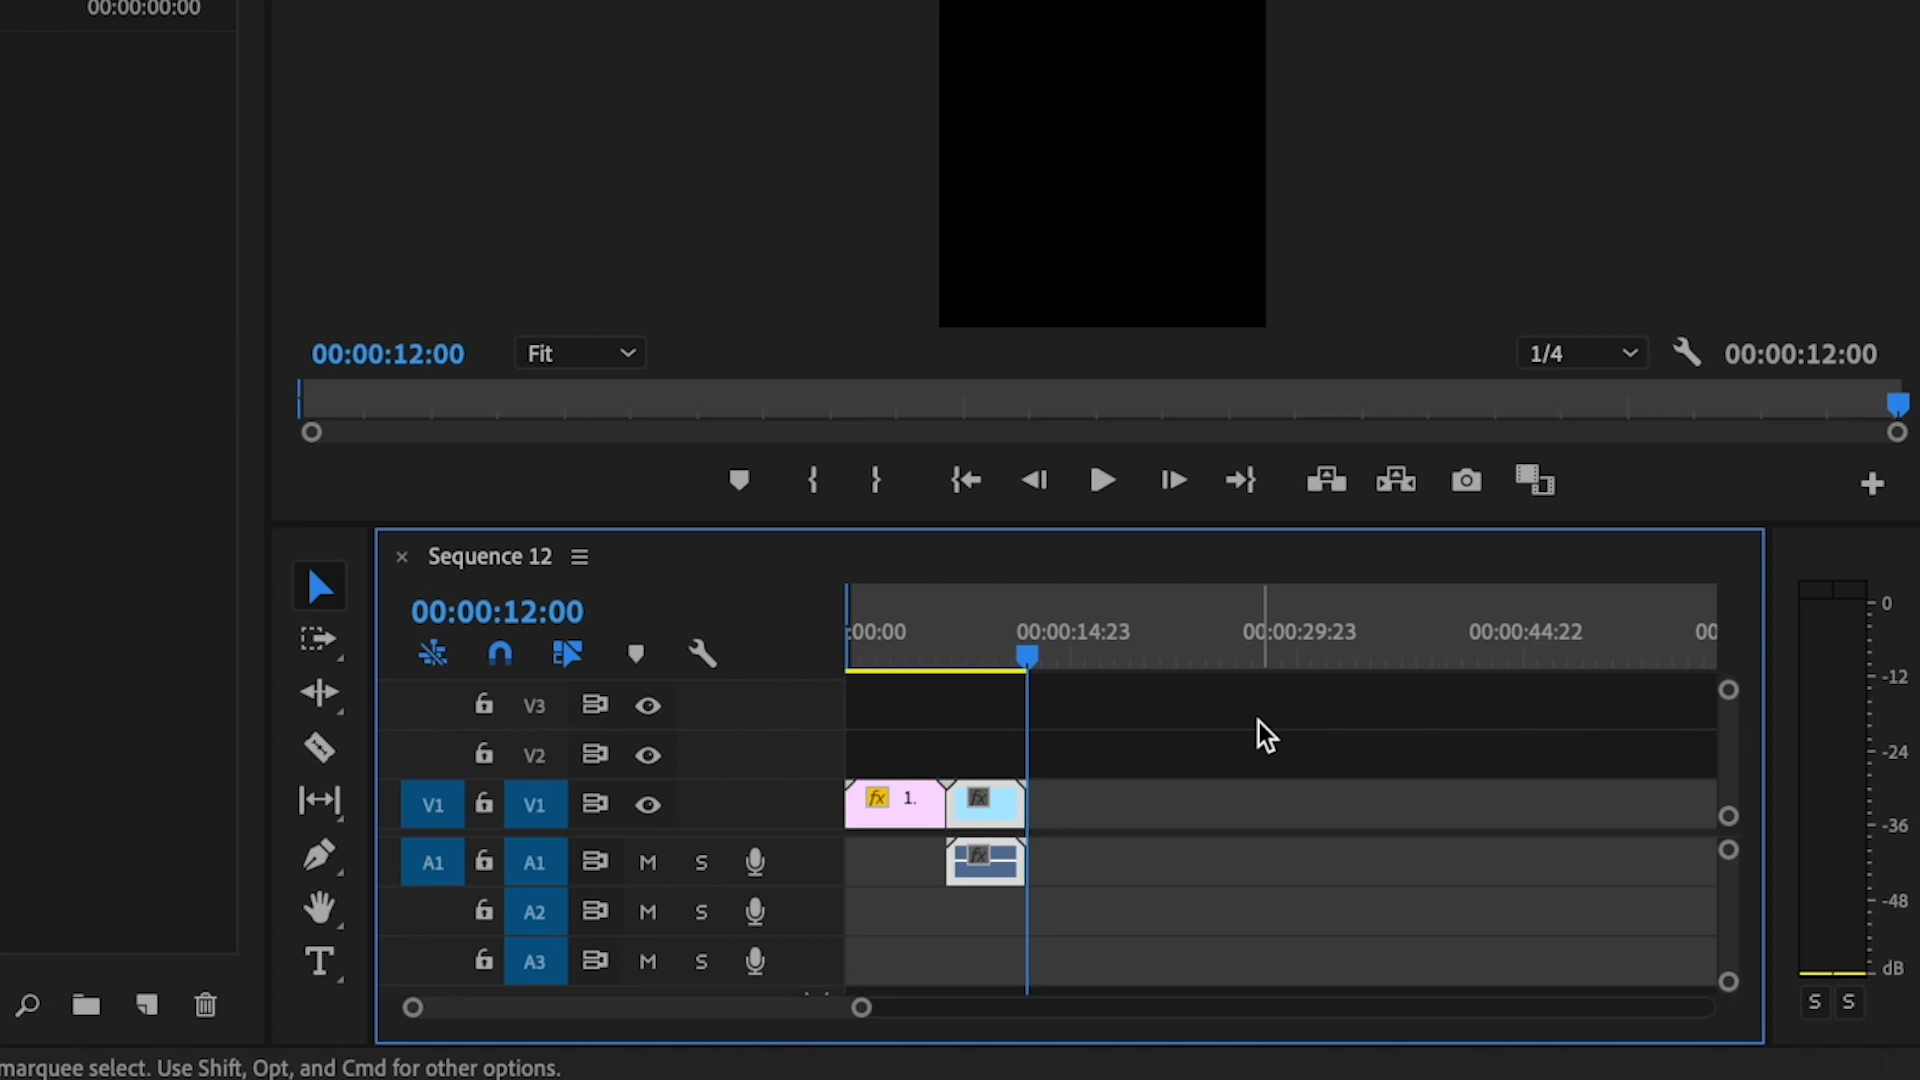 00:00:00:00
00:00:12:00 Fit 1/4 00:00:12:00
Sequence 12
00:00:12:00
:00:00 00:00:14:23 00:00:29:23 00:00:44:22 00
V3
V2
V1 V1 fx 1. fx
A1 A1 M S fx
A2 M S
A3 M S
0
-12
-24
-36
-48
dB
S S
marquee select. Use Shift, Opt, and Cmd for other options.